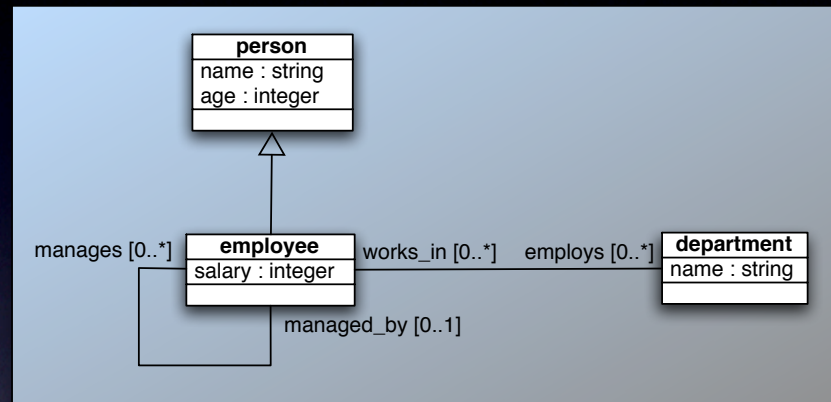 person
name : string
age : integer
manages [0..*]
employee
salary : integer
works_in [0..*]
employs [0..*]
department
name : string
managed_by [0..1]